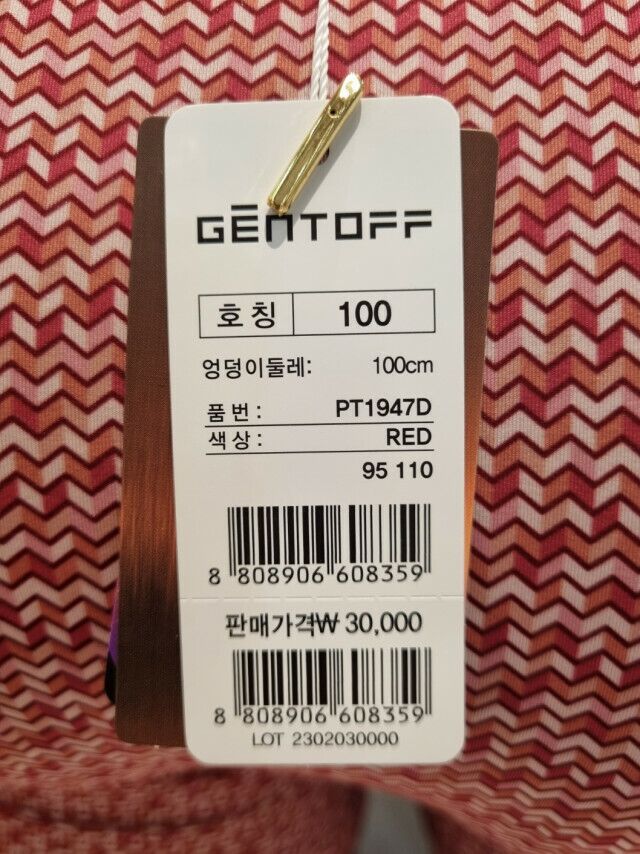 GENTOFF
호칭 100
엉덩이둘레: 100cm
품번: PT1947D
색상: RED
95 110
8 808906 608359
판매가격₩ 30,000
8 808906 608359
LOT 2302030000